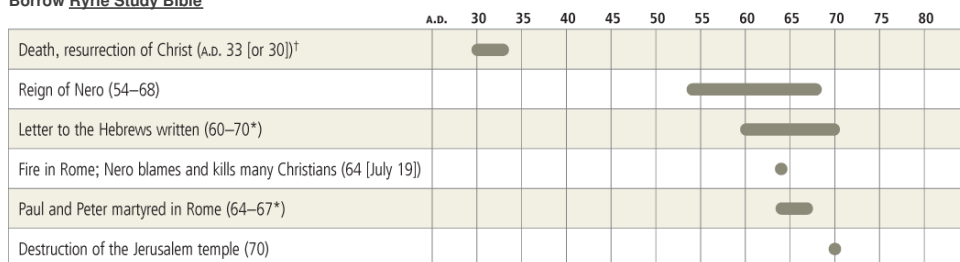 Borrow Ryrie Study Bible
A.D. 30 35 40 45 50 55 60 65 70 75 80
Death, resurrection of Christ (A.D. 33 [or 30])†
Reign of Nero (54–68)
Letter to the Hebrews written (60–70*)
Fire in Rome; Nero blames and kills many Christians (64 [July 19])
Paul and Peter martyred in Rome (64–67*)
Destruction of the Jerusalem temple (70)